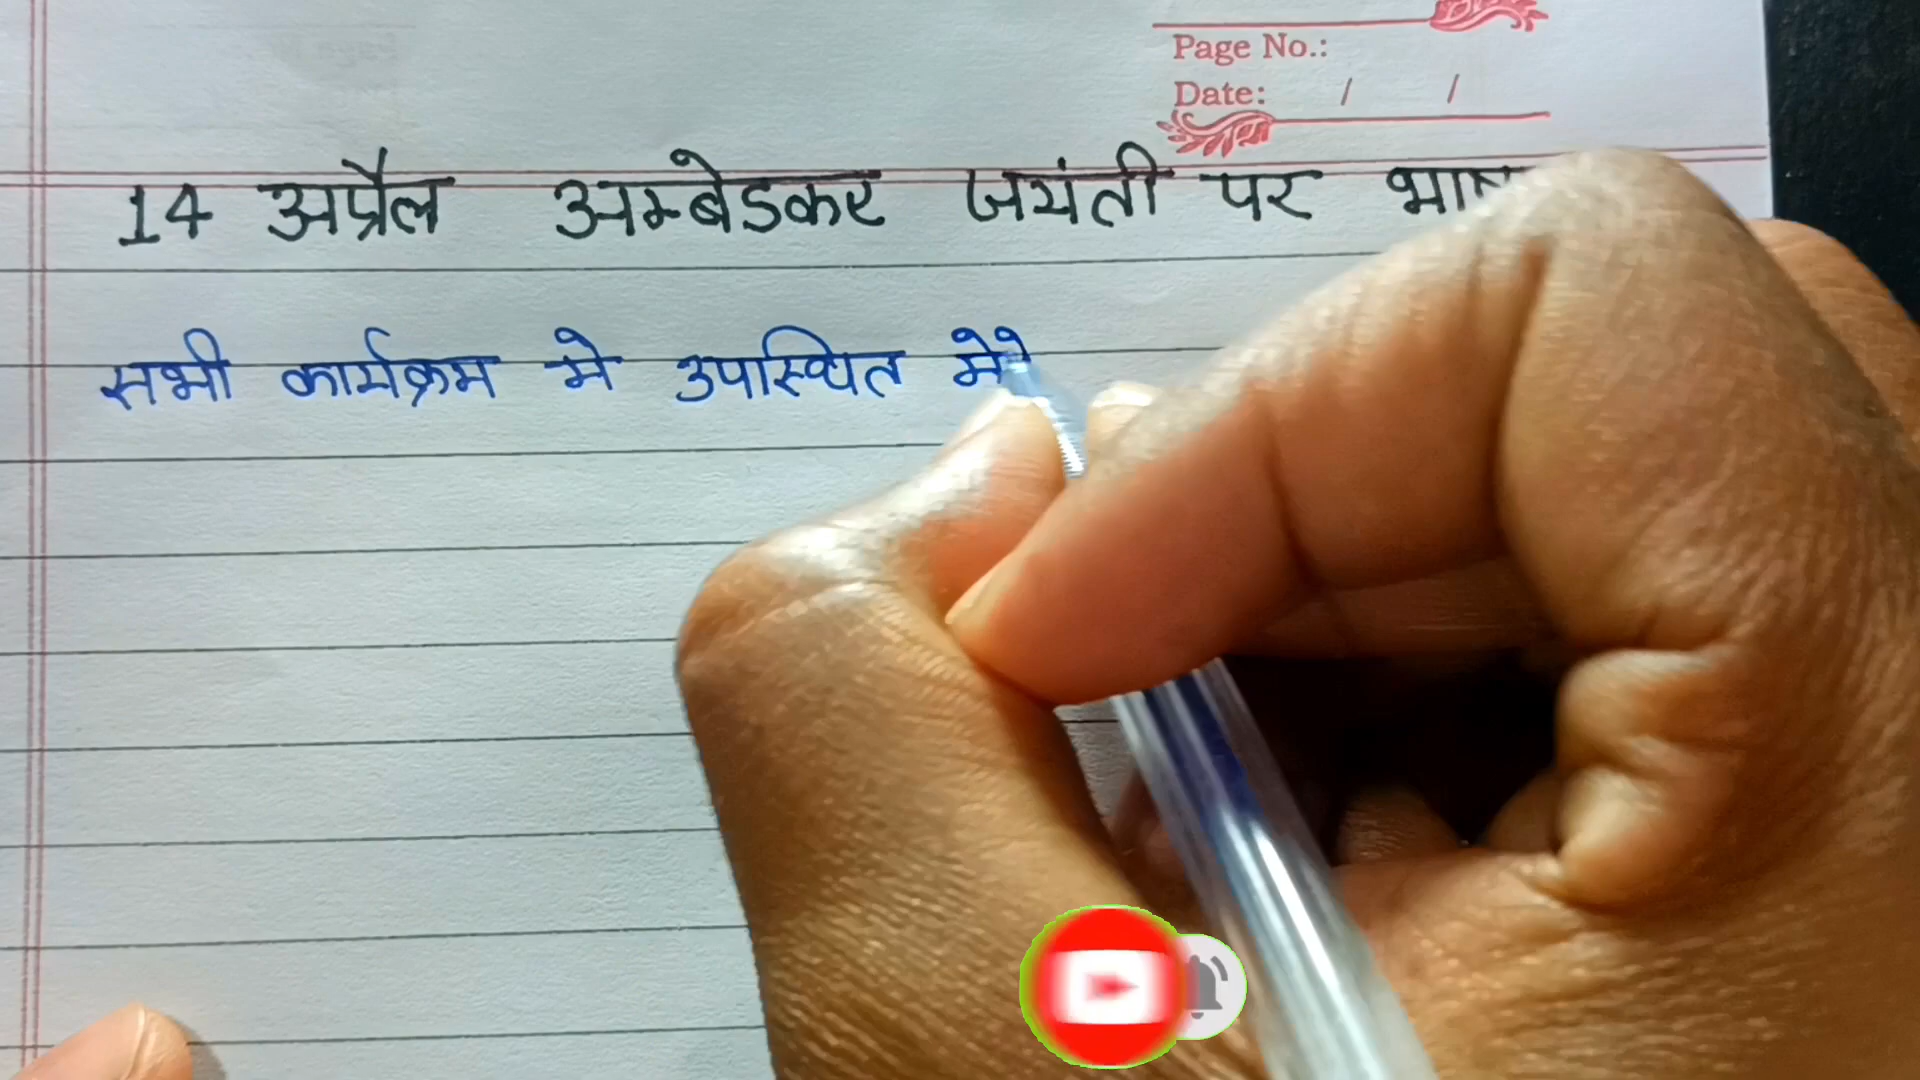 Page No.:
Date: / /
14 अप्रैल अम्बेडकर जयंती पर
सभी कार्यक्रम मे उपस्थित